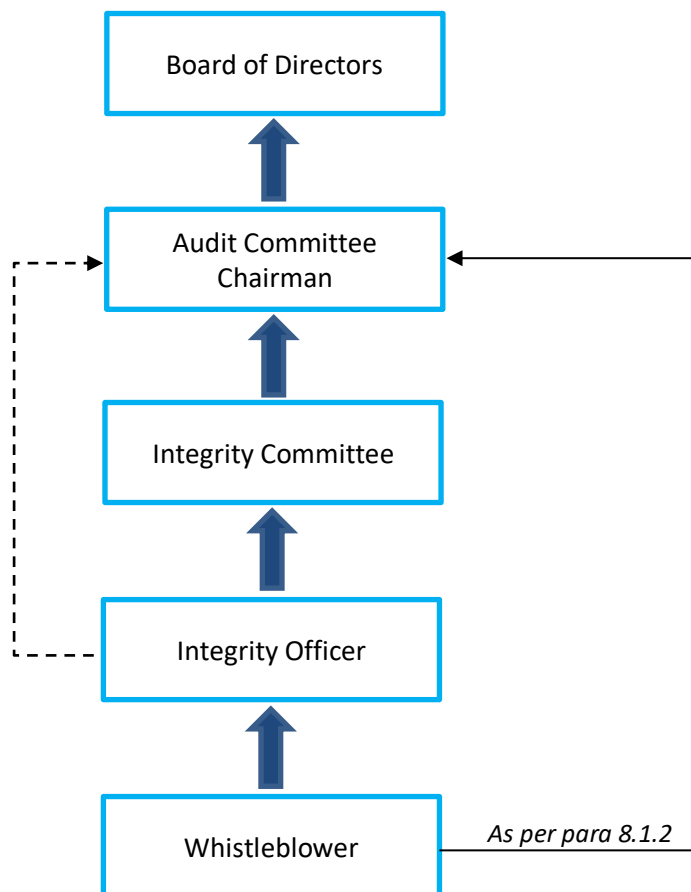 Board of Directors
Audit Committee
Chairman
Integrity Committee
Integrity Officer
Whistleblower
As per para 8.1.2